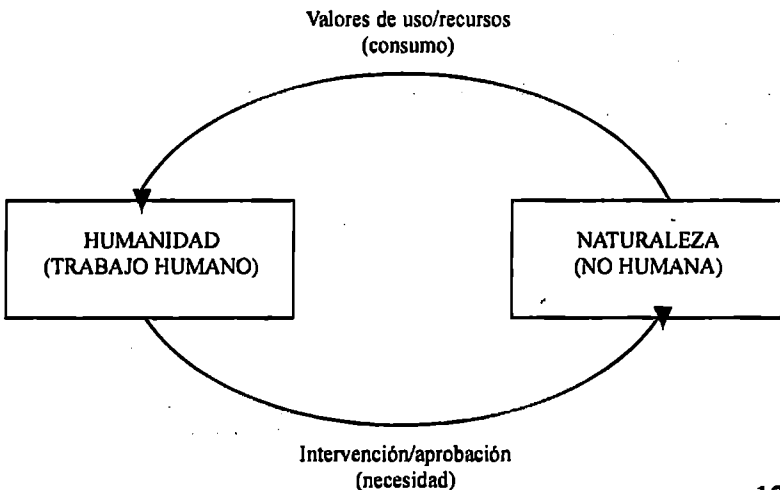 Valores de uso/recursos
(consumo)
HUMANIDAD
(TRABAJO HUMANO)
NATURALEZA
(NO HUMANA)
Intervención/aprobación
(necesidad)